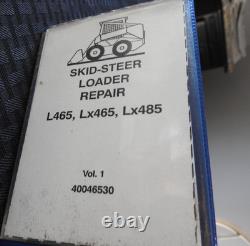 SKID-STEER
LOADER
REPAIR
L465, Lx465, Lx485
Vol. 1
40046530